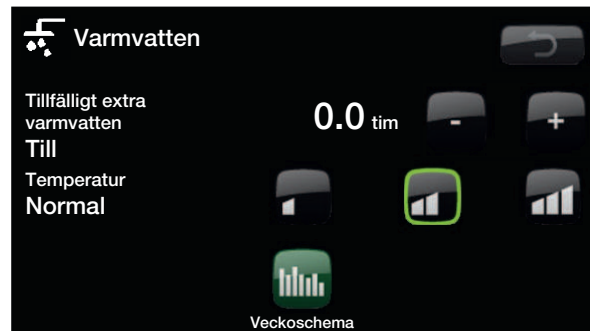 Varmvatten
Tillfälligt extra
varmvatten
0.0 tim
-
+
Till
Temperatur
Normal
Veckoschema